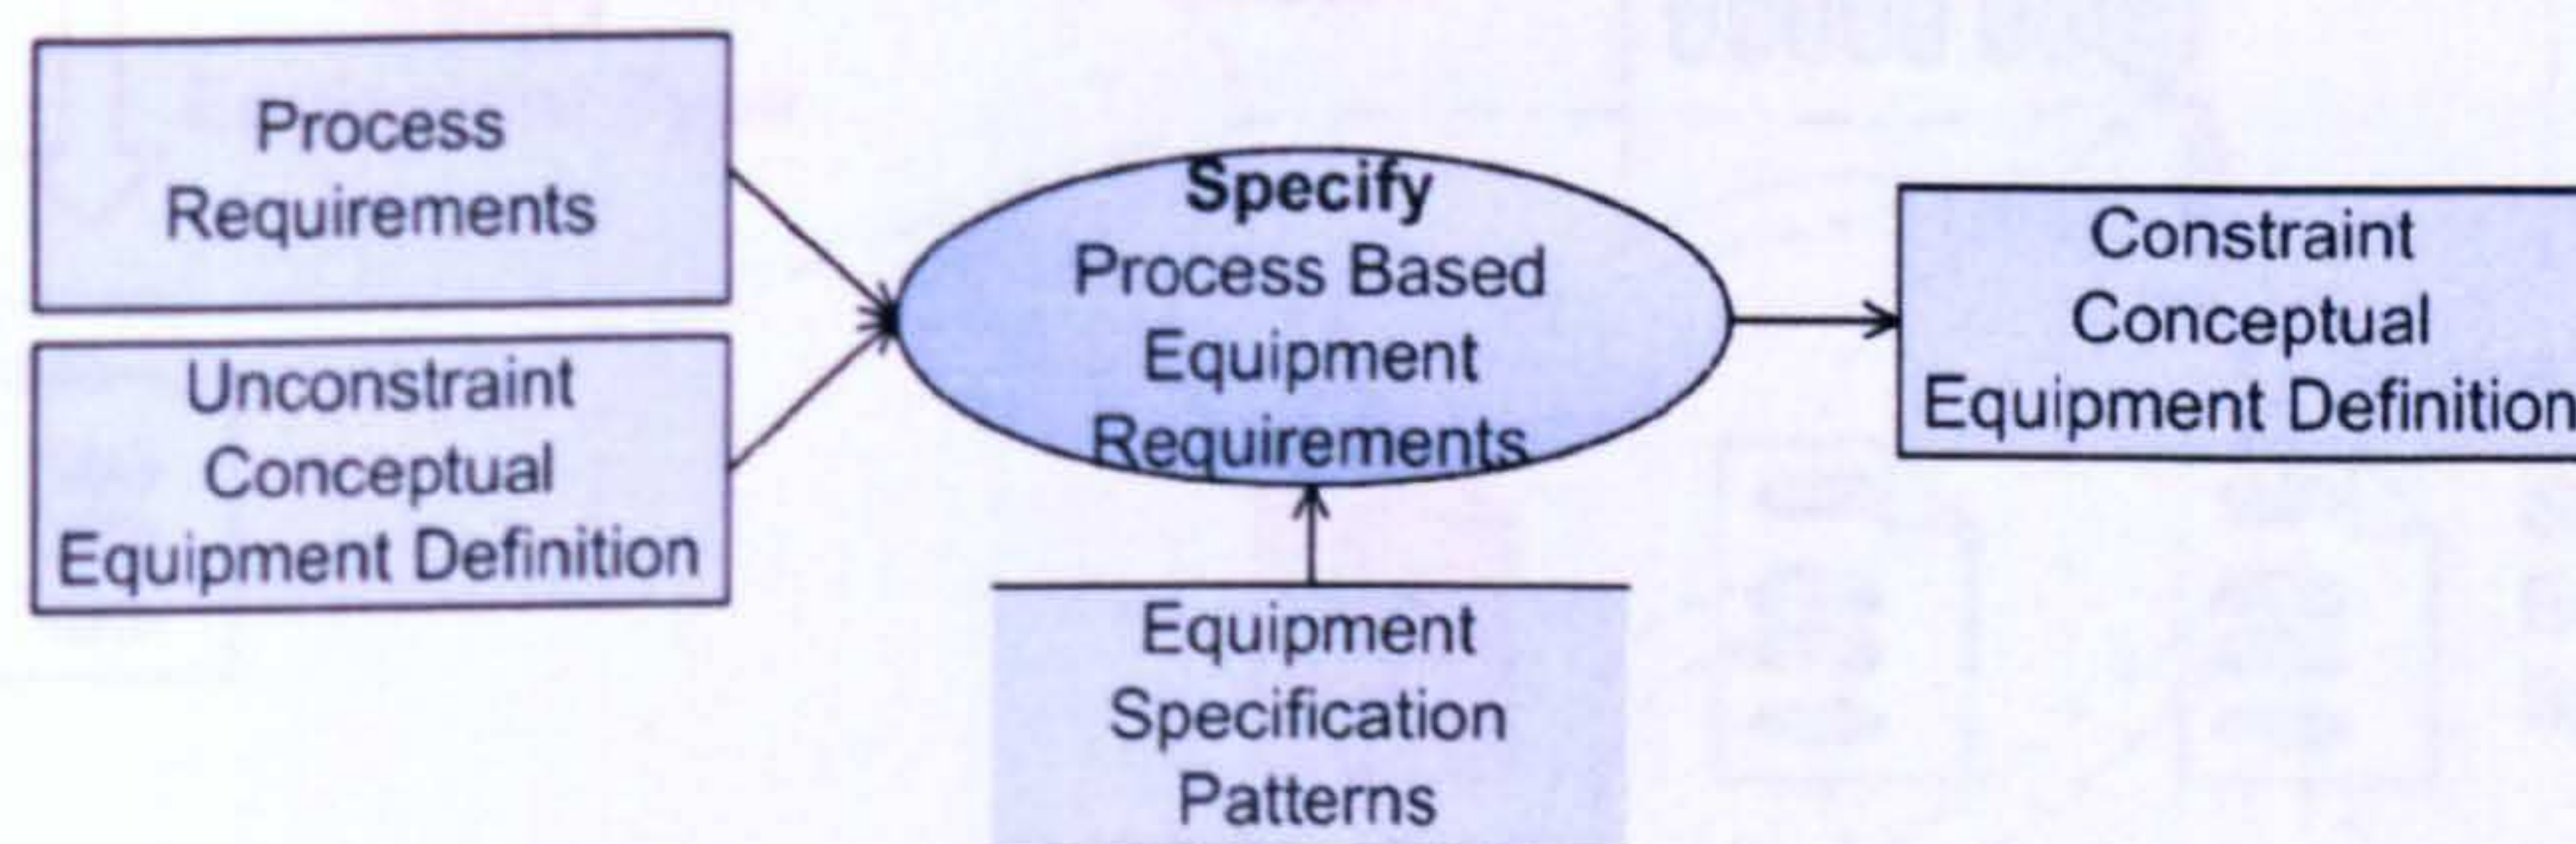 Process
Requirements
Unconstraint
Conceptual
Equipment Definition
Specify
Process Based
Equipment
Requirements
Equipment
Specification
Patterns
Constraint
Conceptual
Equipment Definition